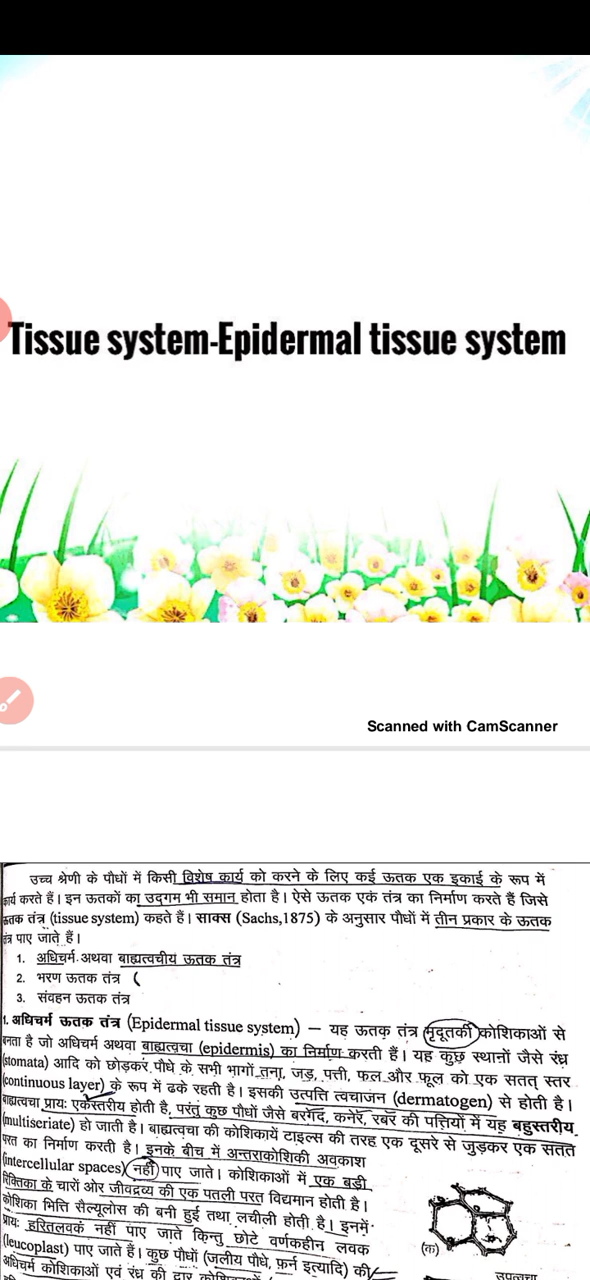 Tissue system-Epidermal tissue system
Scanned with CamScanner
उच्च श्रेणी के पौधों में किसी विशेष कार्य को करने के लिए कई ऊतक एक इकाई के रूप में
कार्य करते हैं। इन ऊतकों का उद्गम भी समान होता है। ऐसे ऊतक एक तंत्र का निर्माण करते हैं जिसे
ऊतक तंत्र (tissue system) कहते हैं। साक्स (Sachs,1875) के अनुसार पौधों में तीन प्रकार के ऊतक
तंत्र पाए जाते हैं।
1. अधिचर्म अथवा बाह्यत्वचीय ऊतक तंत्र
2. भरण ऊतक तंत्र
3. संवहन ऊतक तंत्र
1. अधिचर्म ऊतक तंत्र (Epidermal tissue system) – यह ऊतक तंत्र मृदूतकी कोशिकाओं से
बनता है जो अधिचर्म अथवा बाह्यत्वचा (epidermis) का निर्माण करती हैं। यह कुछ स्थानों जैसे रंध्र
(stomata) आदि को छोड़कर पौधे के सभी भागों तना, जड़, पत्ती, फल और फूल को एक सतत् स्तर
(continuous layer) के रूप में ढके रहती है। इसकी उत्पत्ति त्वचाजन (dermatogen) से होती है।
बाह्यत्वचा प्रायः एकस्तरीय होती है, परंतु कुछ पौधों जैसे बरगद, कनेर, रबर की पत्तियों में यह बहुस्तरीय
(multiseriate) हो जाती है। बाह्यत्वचा की कोशिकायें टाइल्स की तरह एक दूसरे से जुड़कर एक सतत
परत का निर्माण करती है। इनके बीच में अन्तराकोशिकी अवकाश
(intercellular spaces) नहीं पाए जाते। कोशिकाओं में एक बड़ी
रिक्तिका के चारों ओर जीवद्रव्य की एक पतली परत विद्यमान होती है।
कोशिका भित्ति सैल्यूलोस की बनी हुई तथा लचीली होती है। इनमें
प्रायः हरितलवक नहीं पाए जाते किन्तु छोटे वर्णकहीन लवक
(leucoplast) पाए जाते हैं। कुछ पौधों (जलीय पौधे, फ़र्न इत्यादि) की
अधिचर्म कोशिकाओं एवं रंध्र की द्वार
(क)
उपत्वचा